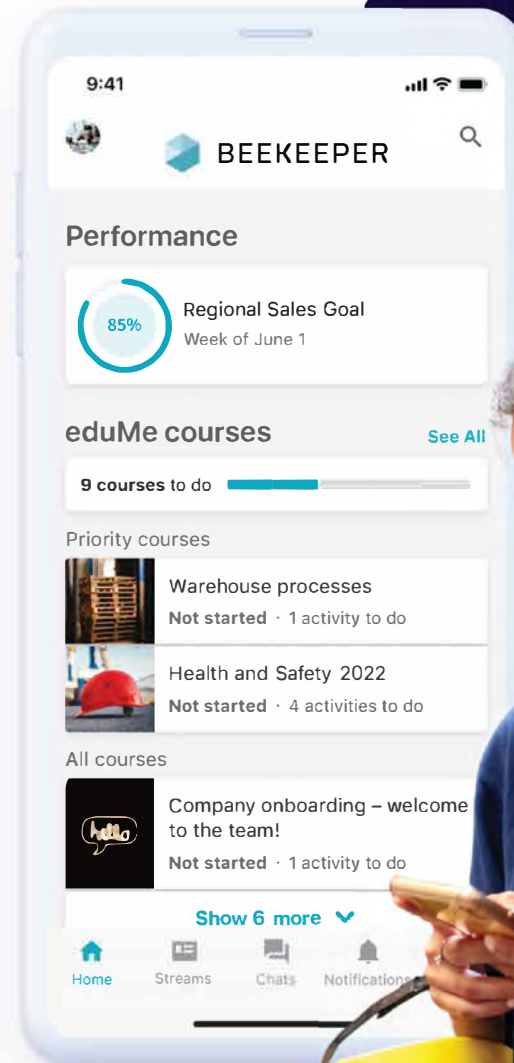 9:41
BEEKEEPER
Performance
85%
Regional Sales Goal
Week of June 1
eduMe courses
See All
9 courses to do
Priority courses
Warehouse processes
Not started · 1 activity to do
Health and Safety 2022
Not started · 4 activities to do
All courses
hello
Company onboarding – welcome
to the team!
Not started · 1 activity to do
Show 6 more
Home
Streams
Chats
Notifications